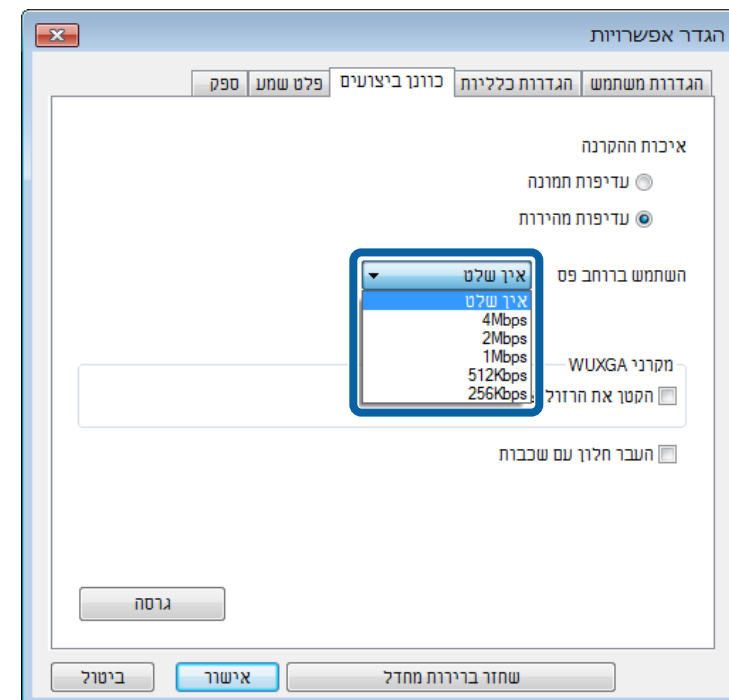 הגדר אפשרויות
הגדרות משתמש הגדרות כלליות כוונן ביצועים פלט שמע ספק
איכות ההקרנה
עדיפות תמונה
עדיפות מהירות
השתמש ברוחב פס אין שלט
אין שלט
4Mbps
2Mbps
1Mbps
512Kbps
256Kbps
מקרני WUXGA
הקטן את הרזול
העבר חלון עם שכבות
גרסה
שחזר ברירות מחדל אישור ביטול